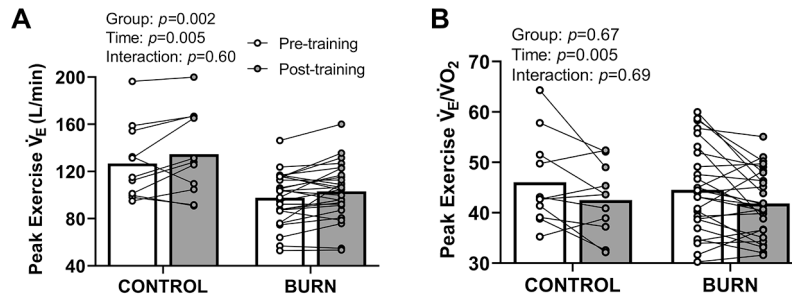 A
Group: p=0.002
Time: p=0.005
Interaction: p=0.60
Pre-training
Post-training
Peak Exercise V̇E (L/min)
200
160
120
80
40
CONTROL
BURN
B
Group: p=0.67
Time: p=0.005
Interaction: p=0.69
Peak Exercise V̇E/V̇O2
70
60
50
40
30
CONTROL
BURN